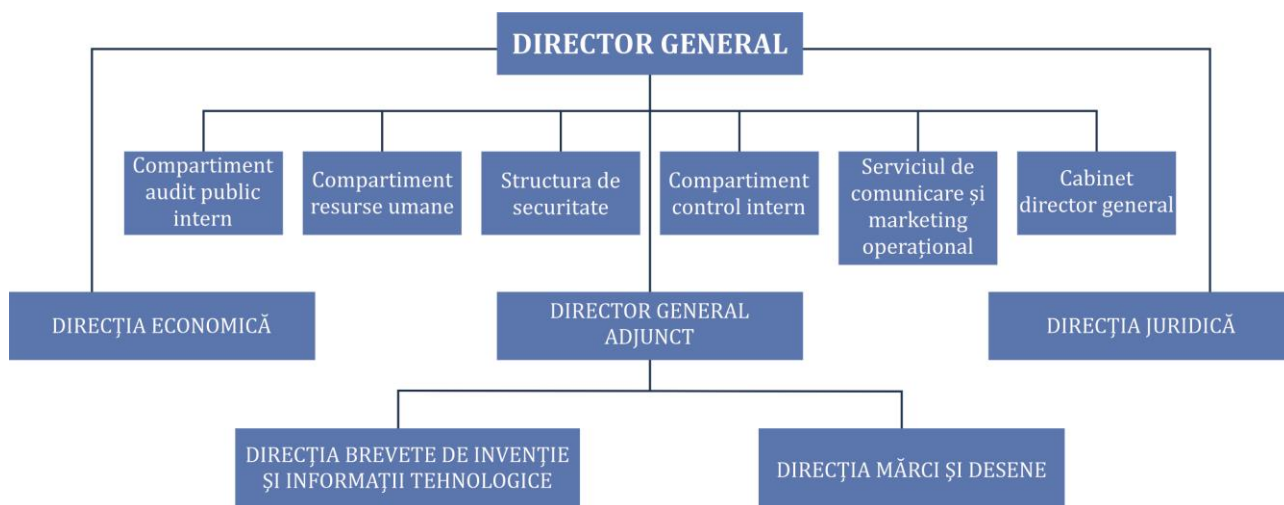 DIRECTOR GENERAL
Compartiment
audit public
intern
Compartiment
resurse umane
Structura de
securitate
Compartiment
control intern
Serviciul de
comunicare și
marketing
operațional
Cabinet
director general
DIRECȚIA ECONOMICĂ
DIRECTOR GENERAL
ADJUNCT
DIRECȚIA JURIDICĂ
DIRECȚIA BREVETE DE INVENȚIE
ȘI INFORMAȚII TEHNOLOGICE
DIRECȚIA MĂRCI ȘI DESENE